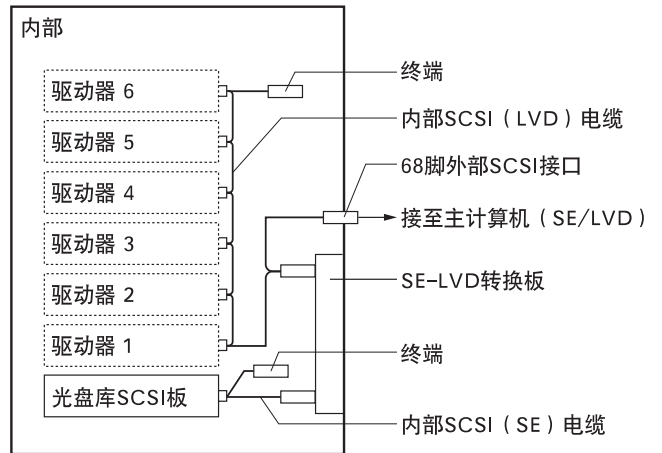 内部
驱动器 6
驱动器 5
驱动器 4
驱动器 3
驱动器 2
驱动器 1
光盘库SCSI板
终端
内部SCSI（LVD）电缆
68脚外部SCSI接口
接至主计算机（SE/LVD）
SE-LVD转换板
终端
内部SCSI（SE）电缆